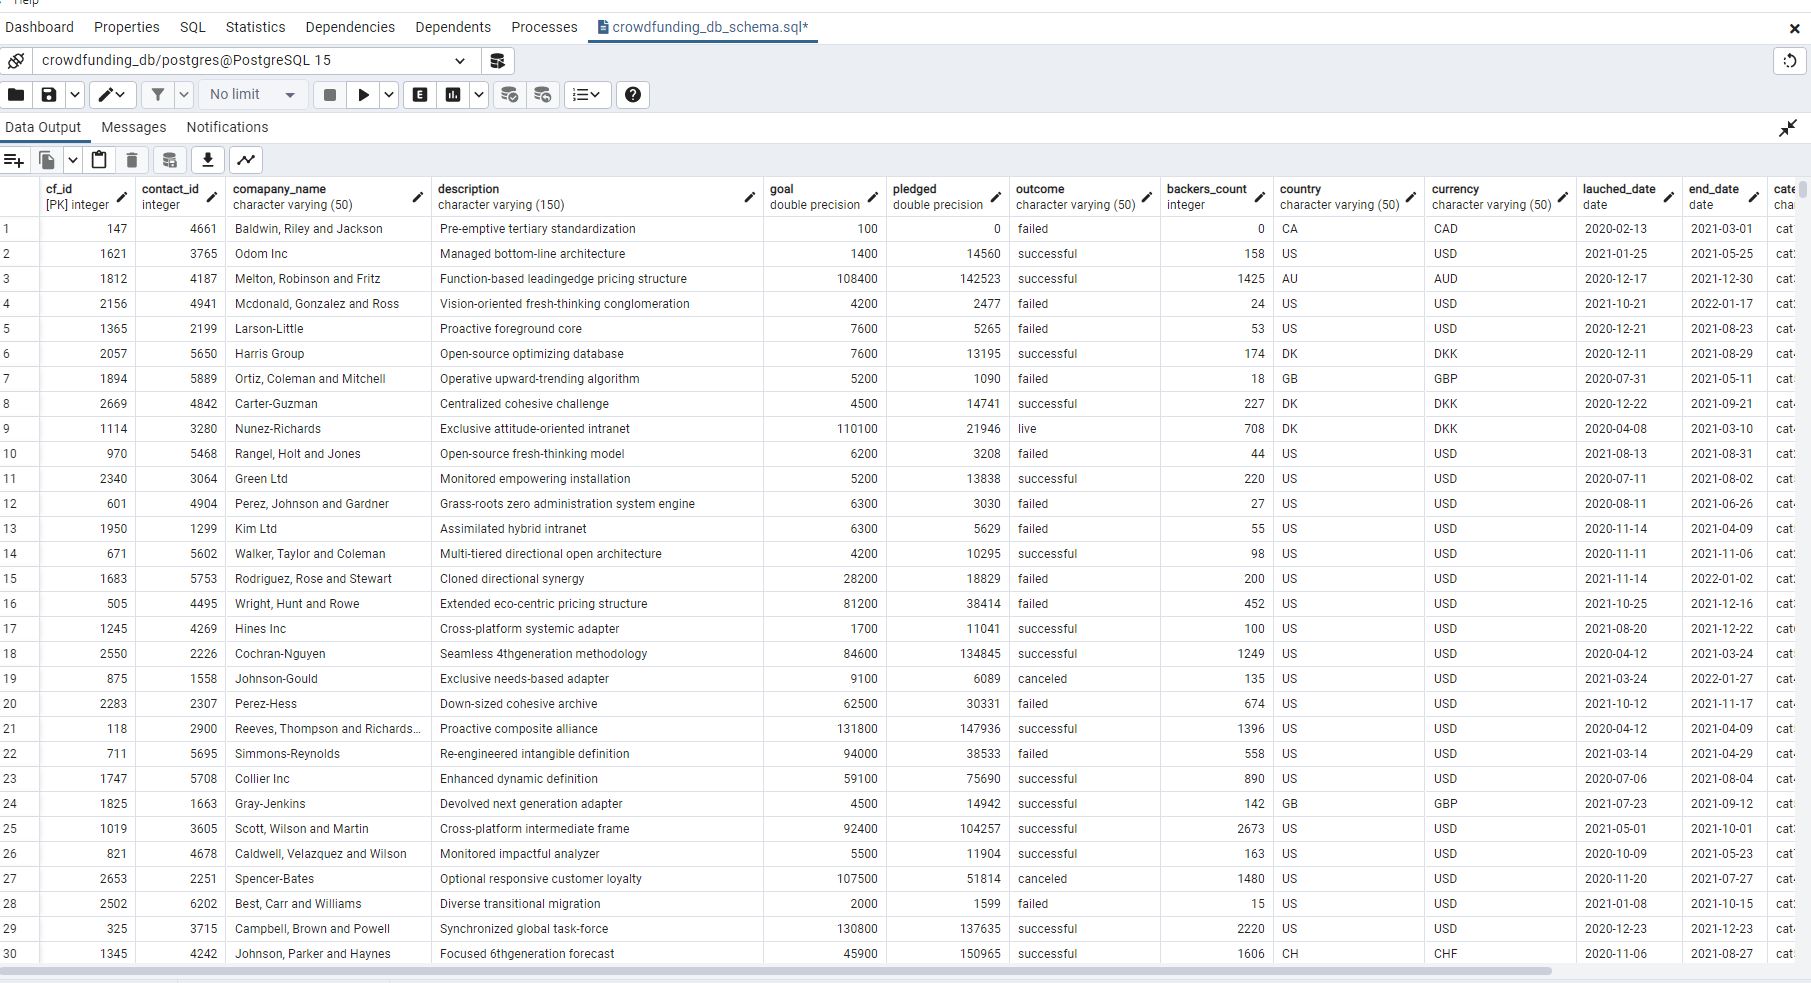 Help
Dashboard Properties SQL Statistics Dependencies Dependents Processes crowdfunding_db_schema.sql*
crowdfunding_db/postgres@PostgreSQL 15
No limit E
Data Output Messages Notifications
cf_id contact_id comapany_name description goal pledged outcome backers_count country currency lauched_date end_date
[PK] integer integer character varying (50) character varying (150) double precision double precision character varying (50) integer character varying (50) character varying (50) date date
1 147 4661 Baldwin, Riley and Jackson Pre-emptive tertiary standardization 100 0 failed 0 CA CAD 2020-02-13 2021-03-01
2 1621 3765 Odom Inc Managed bottom-line architecture 1400 14560 successful 158 US USD 2021-01-25 2021-05-25
3 1812 4187 Melton, Robinson and Fritz Function-based leadingedge pricing structure 108400 142523 successful 1425 AU AUD 2020-12-17 2021-12-30
4 2156 4941 Mcdonald, Gonzalez and Ross Vision-oriented fresh-thinking conglomeration 4200 2477 failed 24 US USD 2021-10-21 2022-01-17
5 1365 2199 Larson-Little Proactive foreground core 7600 5265 failed 53 US USD 2020-12-21 2021-08-23
6 2057 5650 Harris Group Open-source optimizing database 7600 13195 successful 174 DK DKK 2020-12-11 2021-08-29
7 1894 5889 Ortiz, Coleman and Mitchell Operative upward-trending algorithm 5200 1090 failed 18 GB GBP 2020-07-31 2021-05-11
8 2669 4842 Carter-Guzman Centralized cohesive challenge 4500 14741 successful 227 DK DKK 2020-12-22 2021-09-21
9 1114 3280 Nunez-Richards Exclusive attitude-oriented intranet 110100 21946 live 708 DK DKK 2020-04-08 2021-03-10
10 970 5468 Rangel, Holt and Jones Open-source fresh-thinking model 6200 3208 failed 44 US USD 2021-08-13 2021-08-31
11 2340 3064 Green Ltd Monitored empowering installation 5200 13838 successful 220 US USD 2020-07-11 2021-08-02
12 601 4904 Perez, Johnson and Gardner Grass-roots zero administration system engine 6300 3030 failed 27 US USD 2020-08-11 2021-06-26
13 1950 1299 Kim Ltd Assimilated hybrid intranet 6300 5629 failed 55 US USD 2020-11-14 2021-04-09
14 671 5602 Walker, Taylor and Coleman Multi-tiered directional open architecture 4200 10295 successful 98 US USD 2020-11-11 2021-11-06
15 1683 5753 Rodriguez, Rose and Stewart Cloned directional synergy 28200 18829 failed 200 US USD 2021-11-14 2022-01-02
16 505 4495 Wright, Hunt and Rowe Extended eco-centric pricing structure 81200 38414 failed 452 US USD 2021-10-25 2021-12-16
17 1245 4269 Hines Inc Cross-platform systemic adapter 1700 11041 successful 100 US USD 2021-08-20 2021-12-22
18 2550 2226 Cochran-Nguyen Seamless 4thgeneration methodology 84600 134845 successful 1249 US USD 2020-04-12 2021-03-24
19 875 1558 Johnson-Gould Exclusive needs-based adapter 9100 6089 canceled 135 US USD 2021-03-24 2022-01-27
20 2283 2307 Perez-Hess Down-sized cohesive archive 62500 30331 failed 674 US USD 2021-10-12 2021-11-17
21 118 2900 Reeves, Thompson and Richards... Proactive composite alliance 131800 147936 successful 1396 US USD 2020-04-12 2021-04-09
22 711 5695 Simmons-Reynolds Re-engineered intangible definition 94000 38533 failed 558 US USD 2021-03-14 2021-04-29
23 1747 5708 Collier Inc Enhanced dynamic definition 59100 75690 successful 890 US USD 2020-07-06 2021-08-04
24 1825 1663 Gray-Jenkins Devolved next generation adapter 4500 14942 successful 142 GB GBP 2021-07-23 2021-09-12
25 1019 3605 Scott, Wilson and Martin Cross-platform intermediate frame 92400 104257 successful 2673 US USD 2021-05-01 2021-10-01
26 821 4678 Caldwell, Velazquez and Wilson Monitored impactful analyzer 5500 11904 successful 163 US USD 2020-10-09 2021-05-23
27 2653 2251 Spencer-Bates Optional responsive customer loyalty 107500 51814 canceled 1480 US USD 2020-11-20 2021-07-27
28 2502 6202 Best, Carr and Williams Diverse transitional migration 2000 1599 failed 15 US USD 2021-01-08 2021-10-15
29 325 3715 Campbell, Brown and Powell Synchronized global task-force 130800 137635 successful 2220 US USD 2020-12-23 2021-12-23
30 1345 4242 Johnson, Parker and Haynes Focused 6thgeneration forecast 45900 150965 successful 1606 CH CHF 2020-11-06 2021-08-27